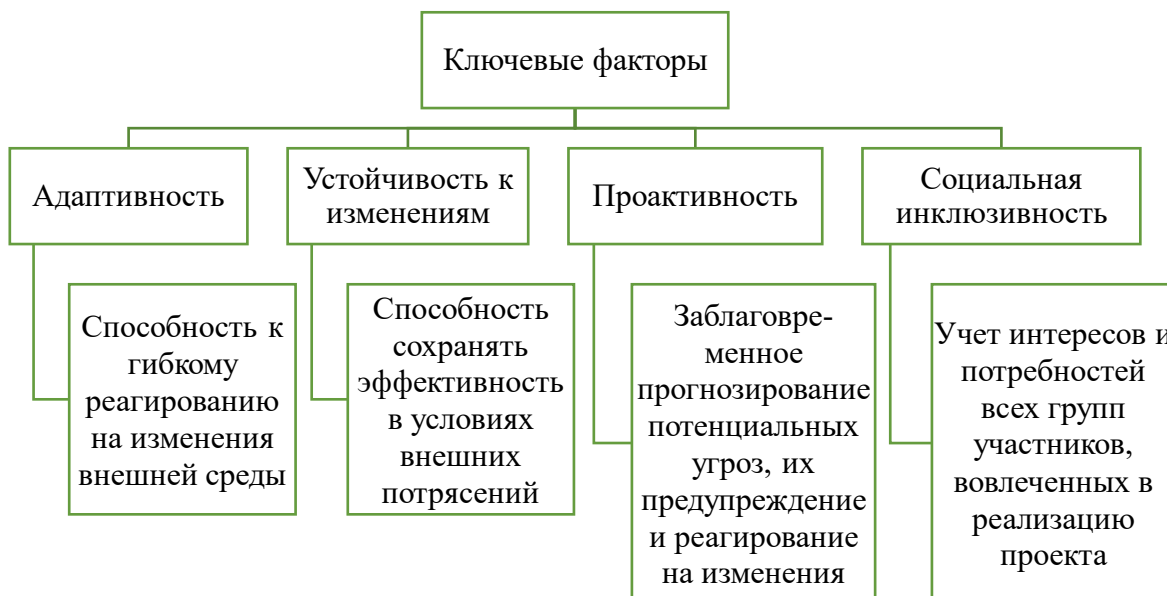 Ключевые факторы
Адаптивность
Устойчивость к
изменениям
Проактивность
Социальная
инклюзивность
Способность к
гибкому
реагированию
на изменения
внешней среды
Способность
сохранять
эффективность
в условиях
внешних
потрясений
Заблаговре-
менное
прогнозирование
потенциальных
угроз, их
предупреждение
и реагирование
на изменения
Учет интересов и
потребностей
всех групп
участников,
вовлеченных в
реализацию
проекта